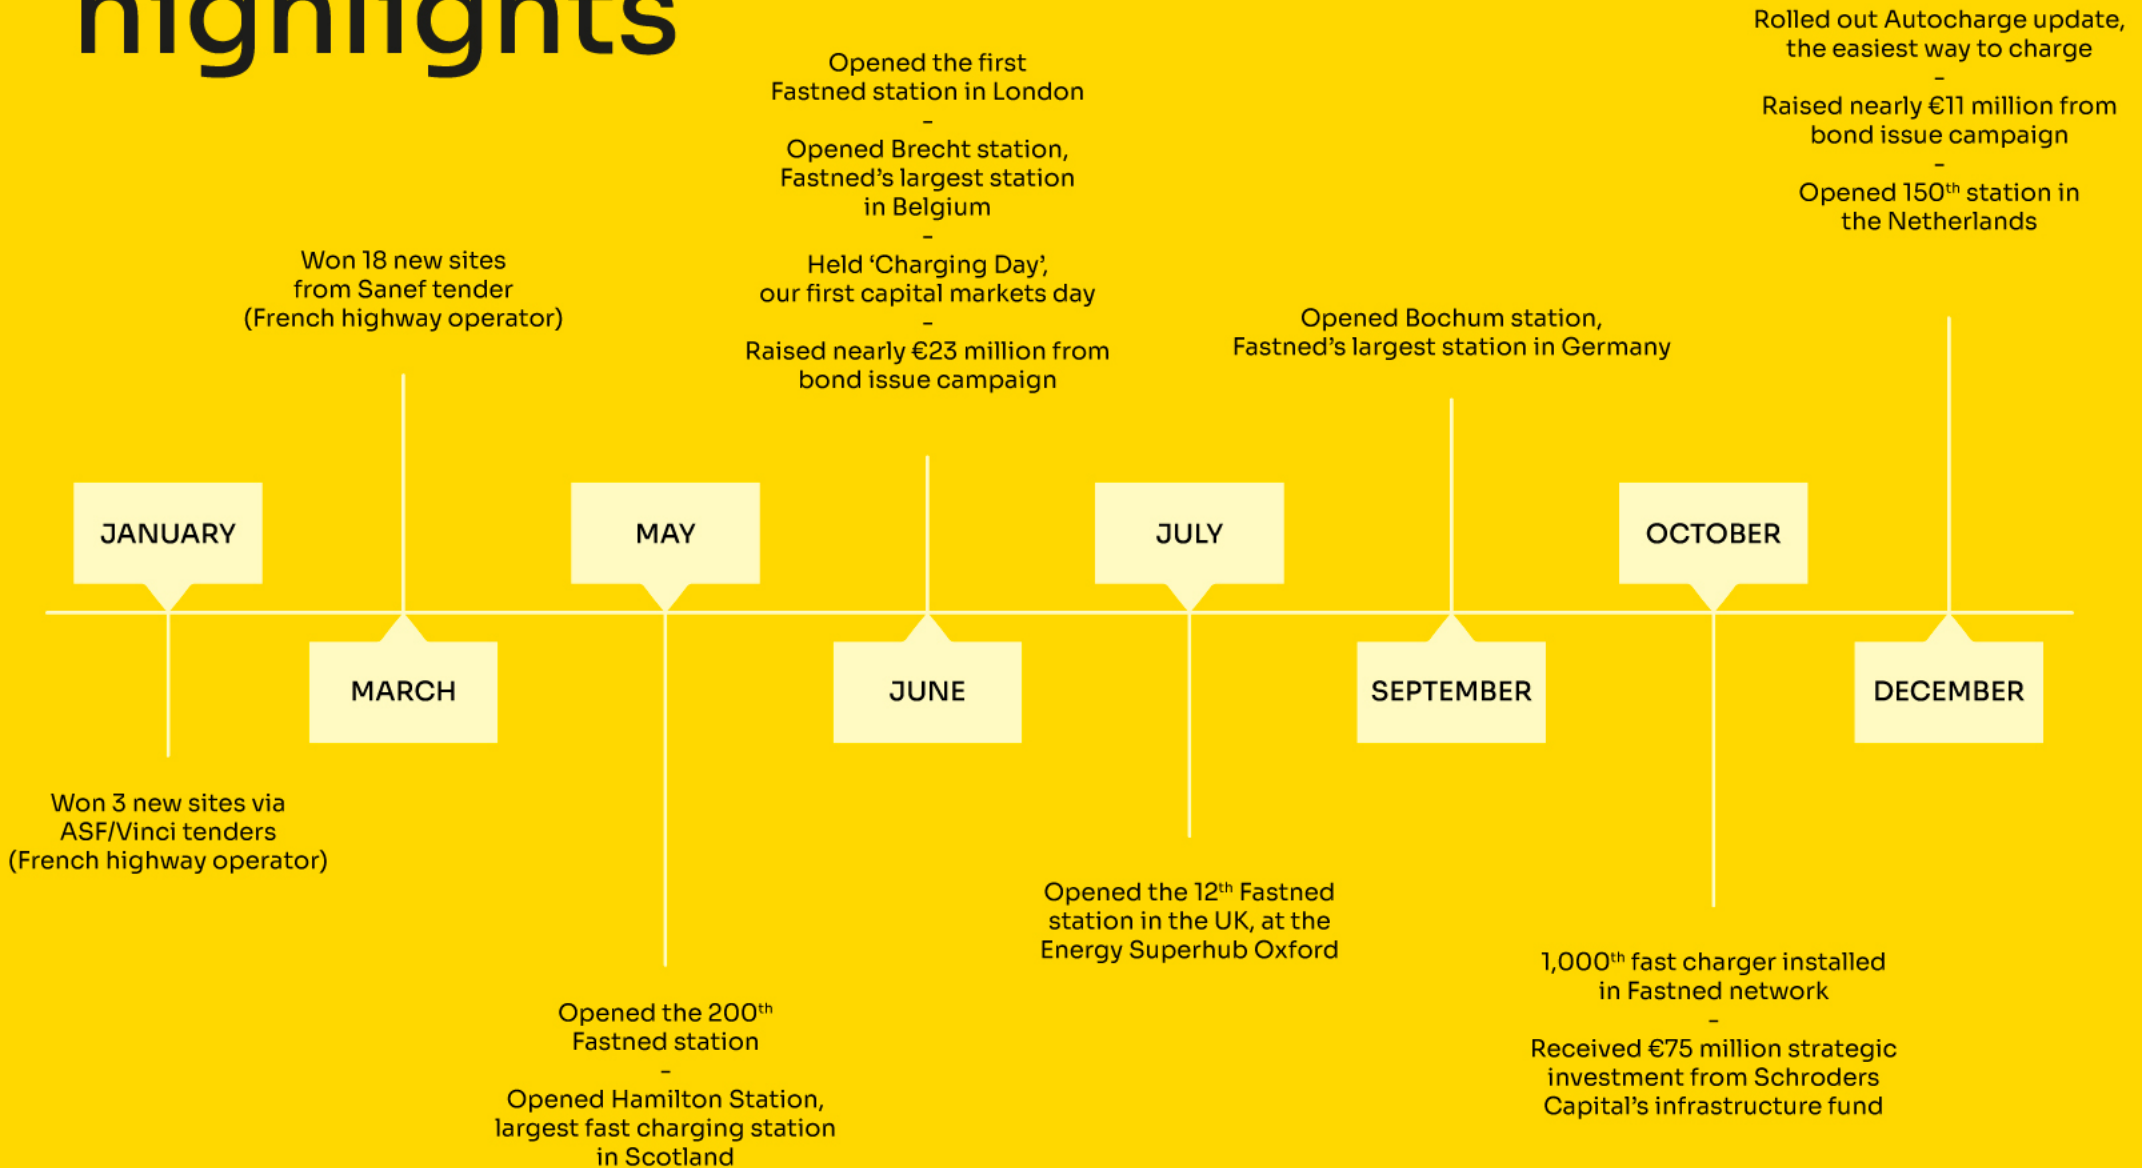 highlights
Opened the first
Fastned station in London
-
Opened Brecht station,
Fastned's largest station
in Belgium
-
Held ‘Charging Day’,
our first capital markets day
-
Raised nearly €23 million from
bond issue campaign
Rolled out Autocharge update,
the easiest way to charge
-
Raised nearly €11 million from
bond issue campaign
-
Opened 150th station in
the Netherlands
Won 18 new sites
from Sanef tender
(French highway operator)
Opened Bochum station,
Fastned's largest station in Germany
JANUARY
MAY
JULY
OCTOBER
MARCH
JUNE
SEPTEMBER
DECEMBER
Won 3 new sites via
ASF/Vinci tenders
(French highway operator)
Opened the 200th
Fastned station
-
Opened Hamilton Station,
largest fast charging station
in Scotland
Opened the 12th Fastned
station in the UK, at the
Energy Superhub Oxford
1,000th fast charger installed
in Fastned network
-
Received €75 million strategic
investment from Schroders
Capital's infrastructure fund